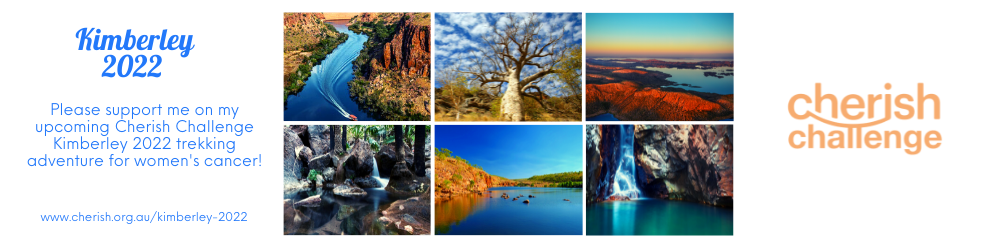 Kimberley
2022
Please support me on my
upcoming Cherish Challenge
Kimberley 2022 trekking
adventure for women's cancer!
www.cherish.org.au/kimberley-2022
cherish
challenge